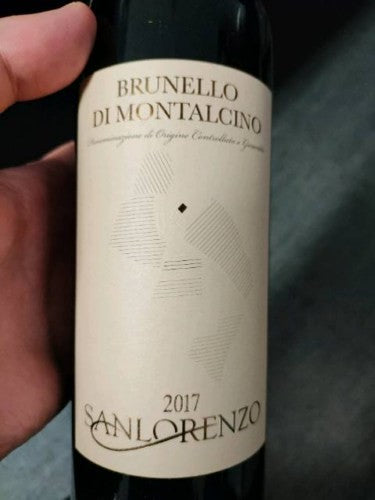 BRUNELLO
DI MONTALCINO
Denominazione di Origine Controllata e Garantita
2017
SANLORENZO